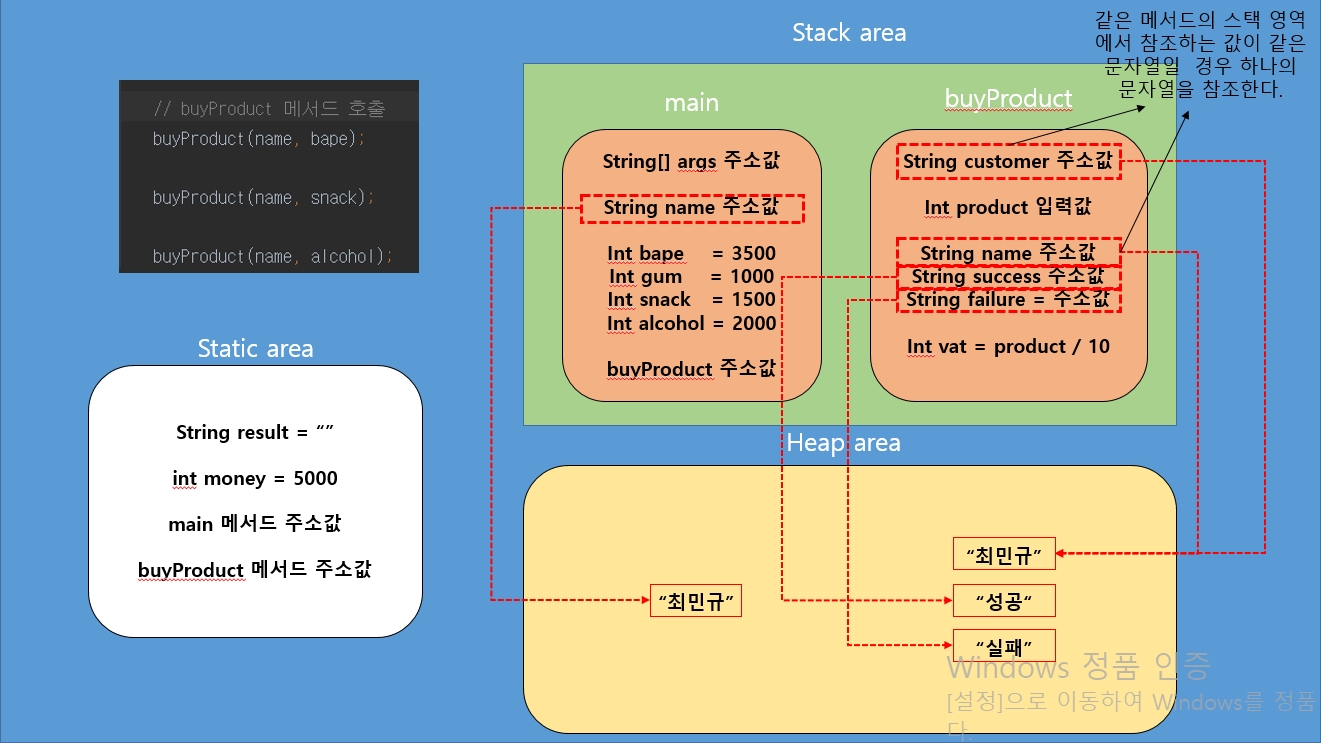 Stack area
같은 메서드의 스택 영역
에서 참조하는 값이 같은
문자열일 경우 하나의
문자열을 참조한다.
// buyProduct 메서드 호출
buyProduct(name, bape);
buyProduct(name, snack);
buyProduct(name, alcohol);
main
String[] args 주소값
String name 주소값
Int bape = 3500
Int gum = 1000
Int snack = 1500
Int alcohol = 2000
buyProduct 주소값
buyProduct
String customer 주소값
Int product 입력값
String name 주소값
String success 주소값
String failure = 주소값
Int vat = product / 10
Static area
String result = “”
int money = 5000
main 메서드 주소값
buyProduct 메서드 주소값
Heap area
“최민규”
“최민규”
“성공“
“실패”
Windows 정품 인증
[설정]으로 이동하여 Windows를 정품
다.